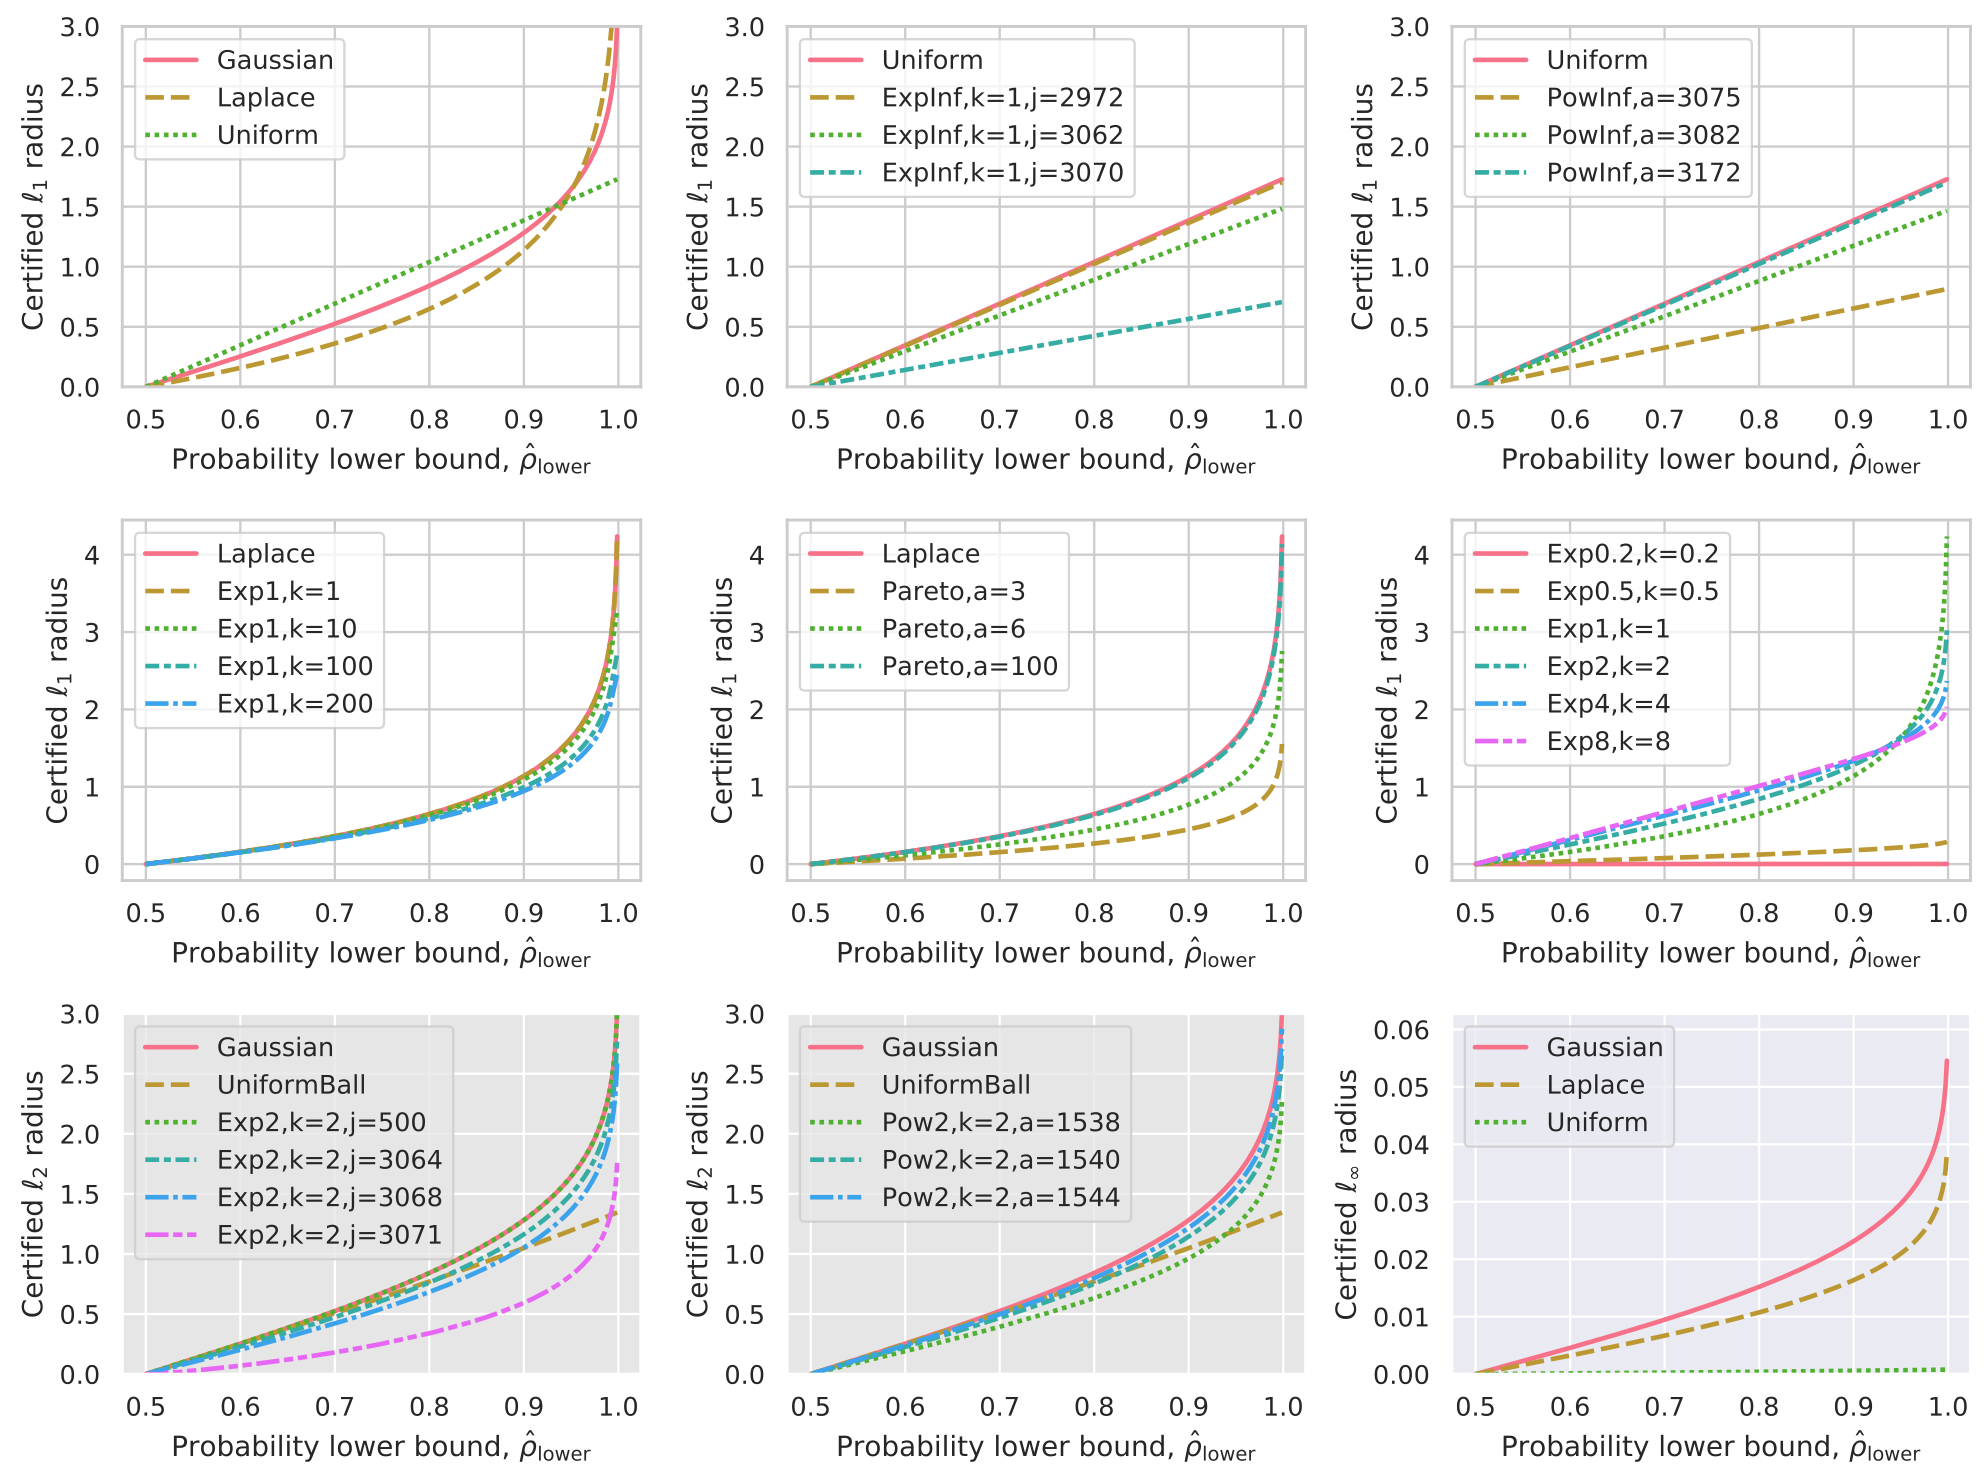 3.0
2.5
2.0
1.5
1.0
0.5
0.0
Certified ℓ₁ radius
Gaussian
Laplace
Uniform
0.5 0.6 0.7 0.8 0.9 1.0
Probability lower bound, ρ̂lower
3.0
2.5
2.0
1.5
1.0
0.5
0.0
Certified ℓ₁ radius
Uniform
ExpInf,k=1,j=2972
ExpInf,k=1,j=3062
ExpInf,k=1,j=3070
0.5 0.6 0.7 0.8 0.9 1.0
Probability lower bound, ρ̂lower
3.0
2.5
2.0
1.5
1.0
0.5
0.0
Certified ℓ₁ radius
Uniform
PowInf,a=3075
PowInf,a=3082
PowInf,a=3172
0.5 0.6 0.7 0.8 0.9 1.0
Probability lower bound, ρ̂lower
4
3
2
1
0
Certified ℓ₁ radius
Laplace
Exp1,k=1
Exp1,k=10
Exp1,k=100
Exp1,k=200
0.5 0.6 0.7 0.8 0.9 1.0
Probability lower bound, ρ̂lower
4
3
2
1
0
Certified ℓ₁ radius
Laplace
Pareto,a=3
Pareto,a=6
Pareto,a=100
0.5 0.6 0.7 0.8 0.9 1.0
Probability lower bound, ρ̂lower
4
3
2
1
0
Certified ℓ₁ radius
Exp0.2,k=0.2
Exp0.5,k=0.5
Exp1,k=1
Exp2,k=2
Exp4,k=4
Exp8,k=8
0.5 0.6 0.7 0.8 0.9 1.0
Probability lower bound, ρ̂lower
3.0
2.5
2.0
1.5
1.0
0.5
0.0
Certified ℓ₂ radius
Gaussian
UniformBall
Exp2,k=2,j=500
Exp2,k=2,j=3064
Exp2,k=2,j=3068
Exp2,k=2,j=3071
0.5 0.6 0.7 0.8 0.9 1.0
Probability lower bound, ρ̂lower
3.0
2.5
2.0
1.5
1.0
0.5
0.0
Certified ℓ₂ radius
Gaussian
UniformBall
Pow2,k=2,a=1538
Pow2,k=2,a=1540
Pow2,k=2,a=1544
0.5 0.6 0.7 0.8 0.9 1.0
Probability lower bound, ρ̂lower
0.06
0.05
0.04
0.03
0.02
0.01
0.00
Certified ℓ∞ radius
Gaussian
Laplace
Uniform
0.5 0.6 0.7 0.8 0.9 1.0
Probability lower bound, ρ̂lower